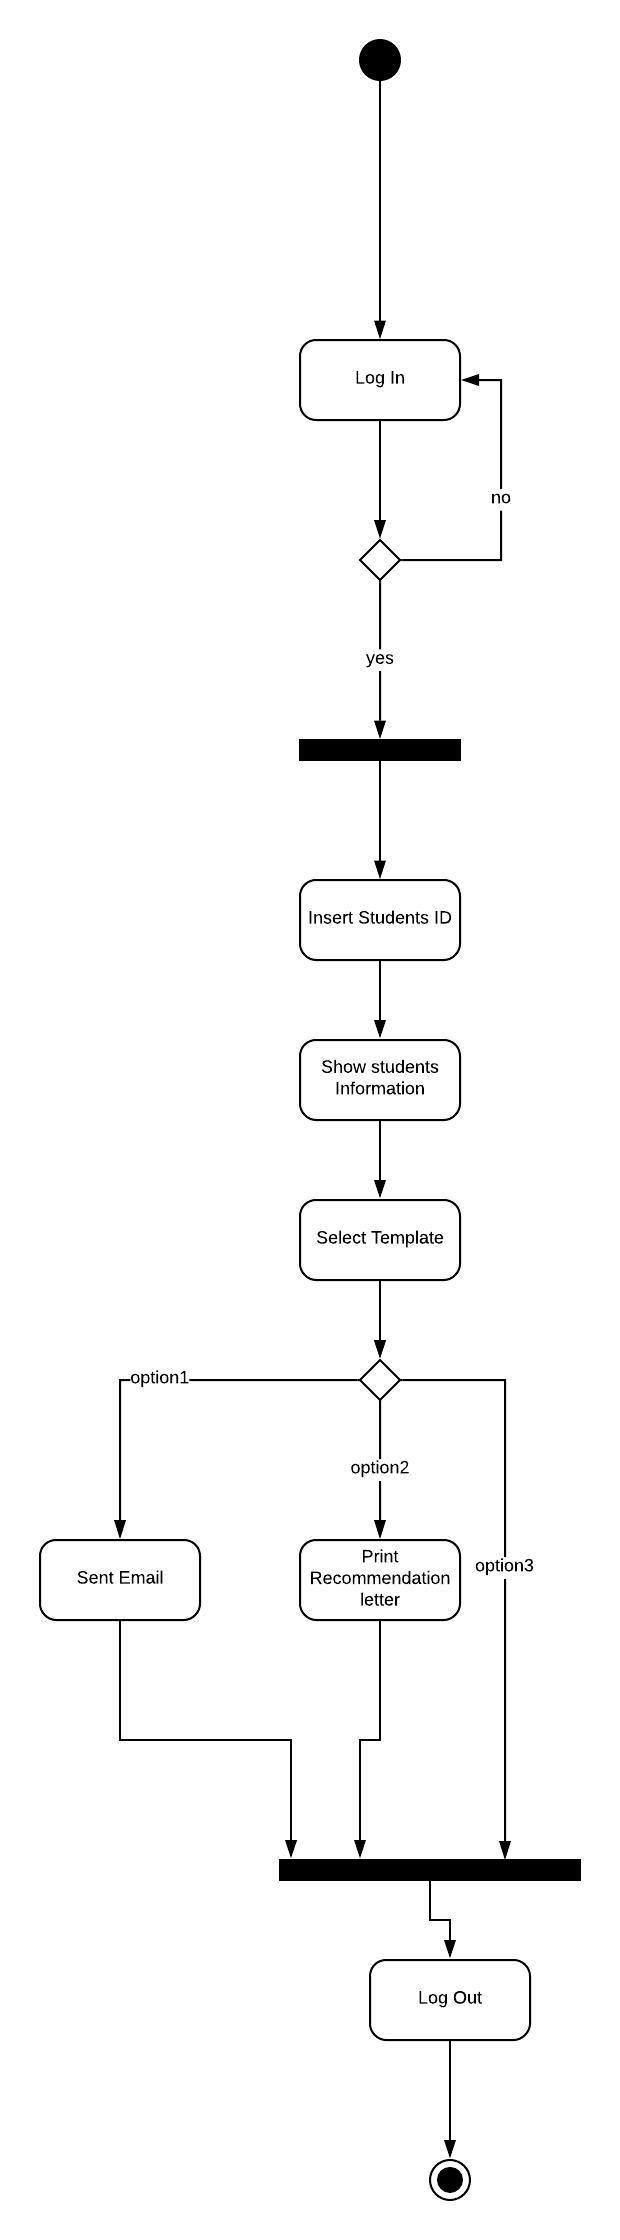 Log In
no
yes
Insert Students ID
Show students
Information
Select Template
option1
option2
option3
Sent Email
Print
Recommendation
letter
Log Out